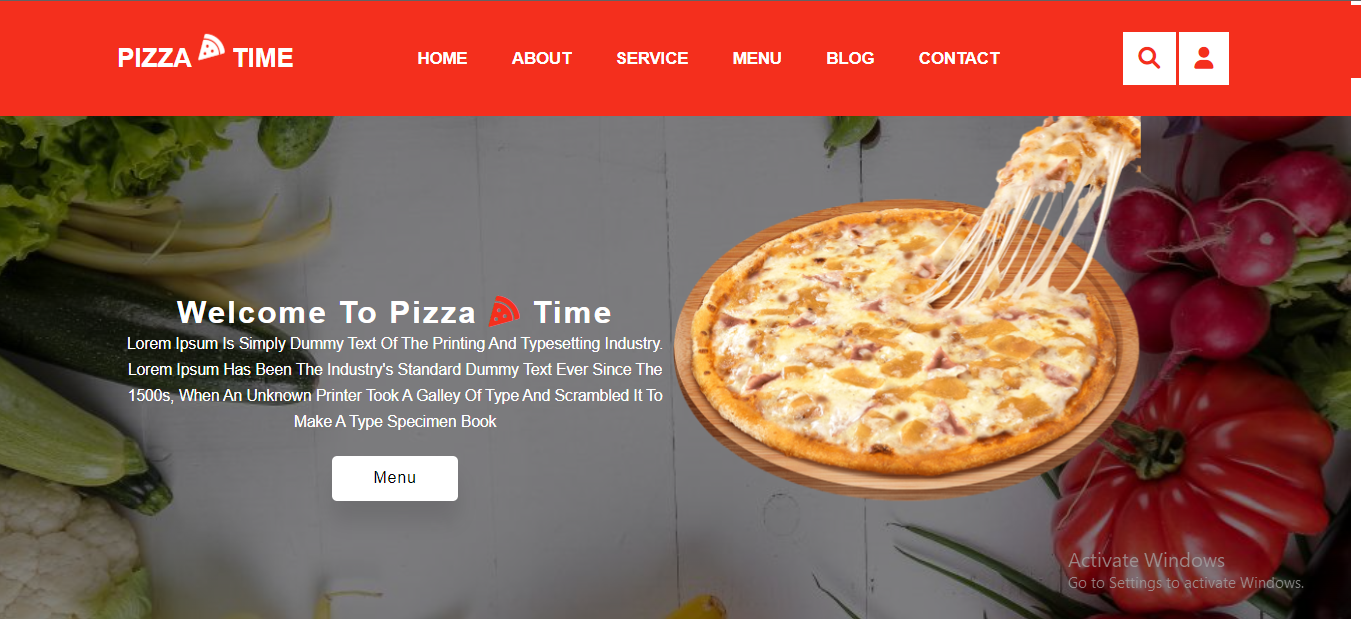 PIZZA TIME
HOME ABOUT SERVICE MENU BLOG CONTACT
Welcome To Pizza Time
Lorem Ipsum Is Simply Dummy Text Of The Printing And Typesetting Industry.
Lorem Ipsum Has Been The Industry's Standard Dummy Text Ever Since The
1500s, When An Unknown Printer Took A Galley Of Type And Scrambled It To
Make A Type Specimen Book
Menu
Activate Windows
Go to Settings to activate Windows.